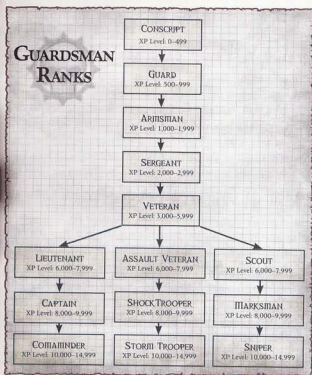 GUARDSMAN
RANKS
CONSCRIPT
XP Level: 0–499
GUARD
XP Level: 500–999
ARMSMAN
XP Level: 1,000–1,999
SERGEANT
XP Level: 2,000–2,999
VETERAN
XP Level: 3,000–5,999
LIEUTENANT
XP Level: 6,000–7,999
ASSAULT VETERAN
XP Level: 6,000–7,999
SCOUT
XP Level: 6,000–7,999
CAPTAIN
XP Level: 8,000–9,999
SHOCK TROOPER
XP Level: 8,000–9,999
MARKSMAN
XP Level: 8,000–9,999
COMMANDER
XP Level: 10,000–14,999
STORM TROOPER
XP Level: 10,000–14,999
SNIPER
XP Level: 10,000–14,999